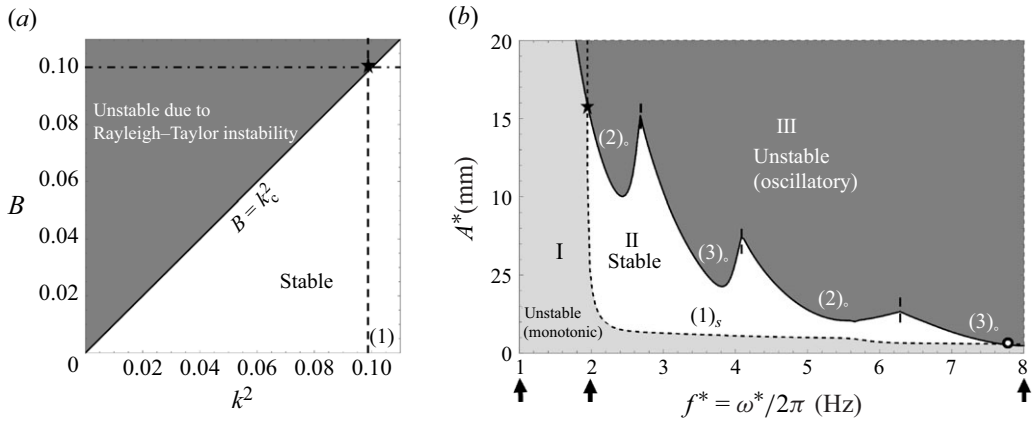 (a)
0.10
0.08
0.06
0.04
0.02
0
B
Unstable due to
Rayleigh–Taylor instability
B = k_c^2
Stable
(1)
0.02 0.04 0.06 0.08 0.10
k^2
(b)
20
15
10
25
0
A* (mm)
I
Unstable
(monotonic)
II
Stable
III
Unstable
(oscillatory)
(2)o
(3)o
(2)o
(3)o
(1)s
1 2 3 4 5 6 7 8
f* = ω*/2π (Hz)